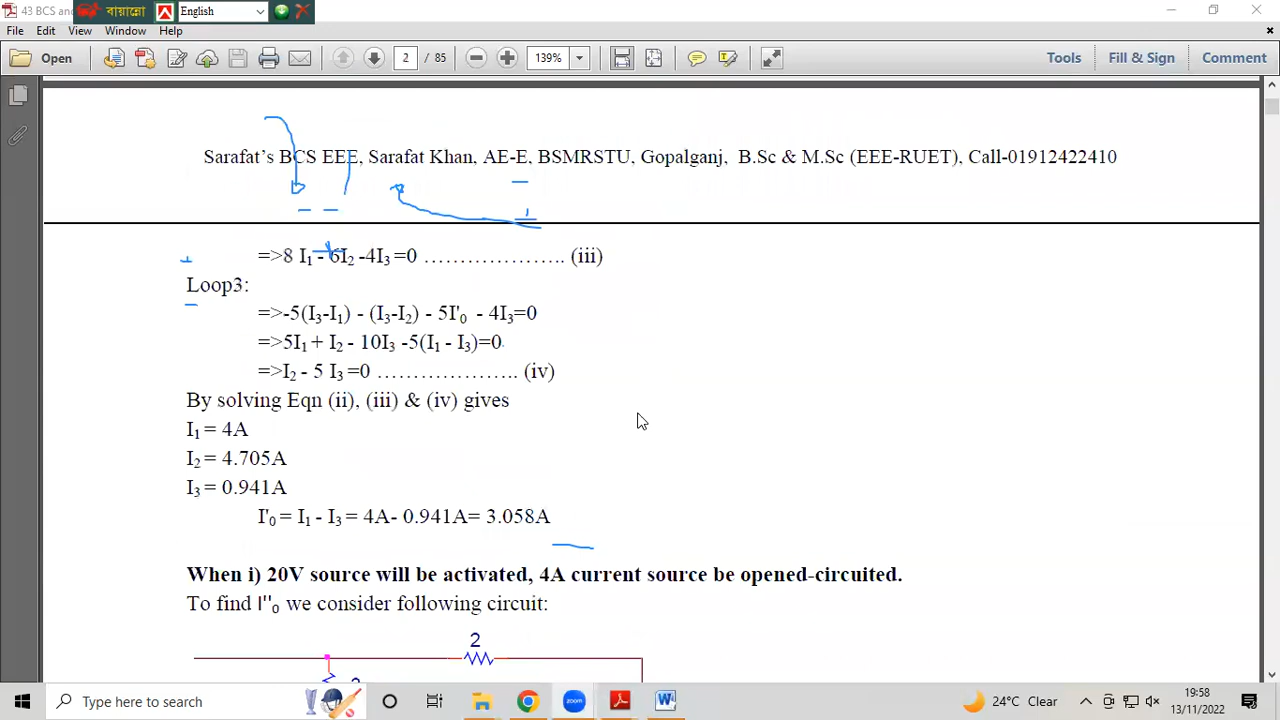 43 BCS and
বায়ান্নো
English
File Edit View Window Help
Open 2 / 85 139% Tools Fill & Sign Comment
Sarafat's BCS EEE, Sarafat Khan, AE-E, BSMRSTU, Gopalganj, B.Sc & M.Sc (EEE-RUET), Call-01912422410
=>8 I₁ - 6I₂ -4I₃ =0 ………………….. (iii)
Loop3:
=>-5(I₃-I₁) - (I₃-I₂) - 5I'₀ - 4I₃=0
=>5I₁ + I₂ - 10I₃ -5(I₁ - I₃)=0
=>I₂ - 5 I₃ =0 ………………….. (iv)
By solving Eqn (ii), (iii) & (iv) gives
I₁ = 4A
I₂ = 4.705A
I₃ = 0.941A
I'₀ = I₁ - I₃ = 4A- 0.941A= 3.058A
When i) 20V source will be activated, 4A current source be opened-circuited.
To find I''₀ we consider following circuit:
2
Type here to search
24°C Clear
19:58
13/11/2022